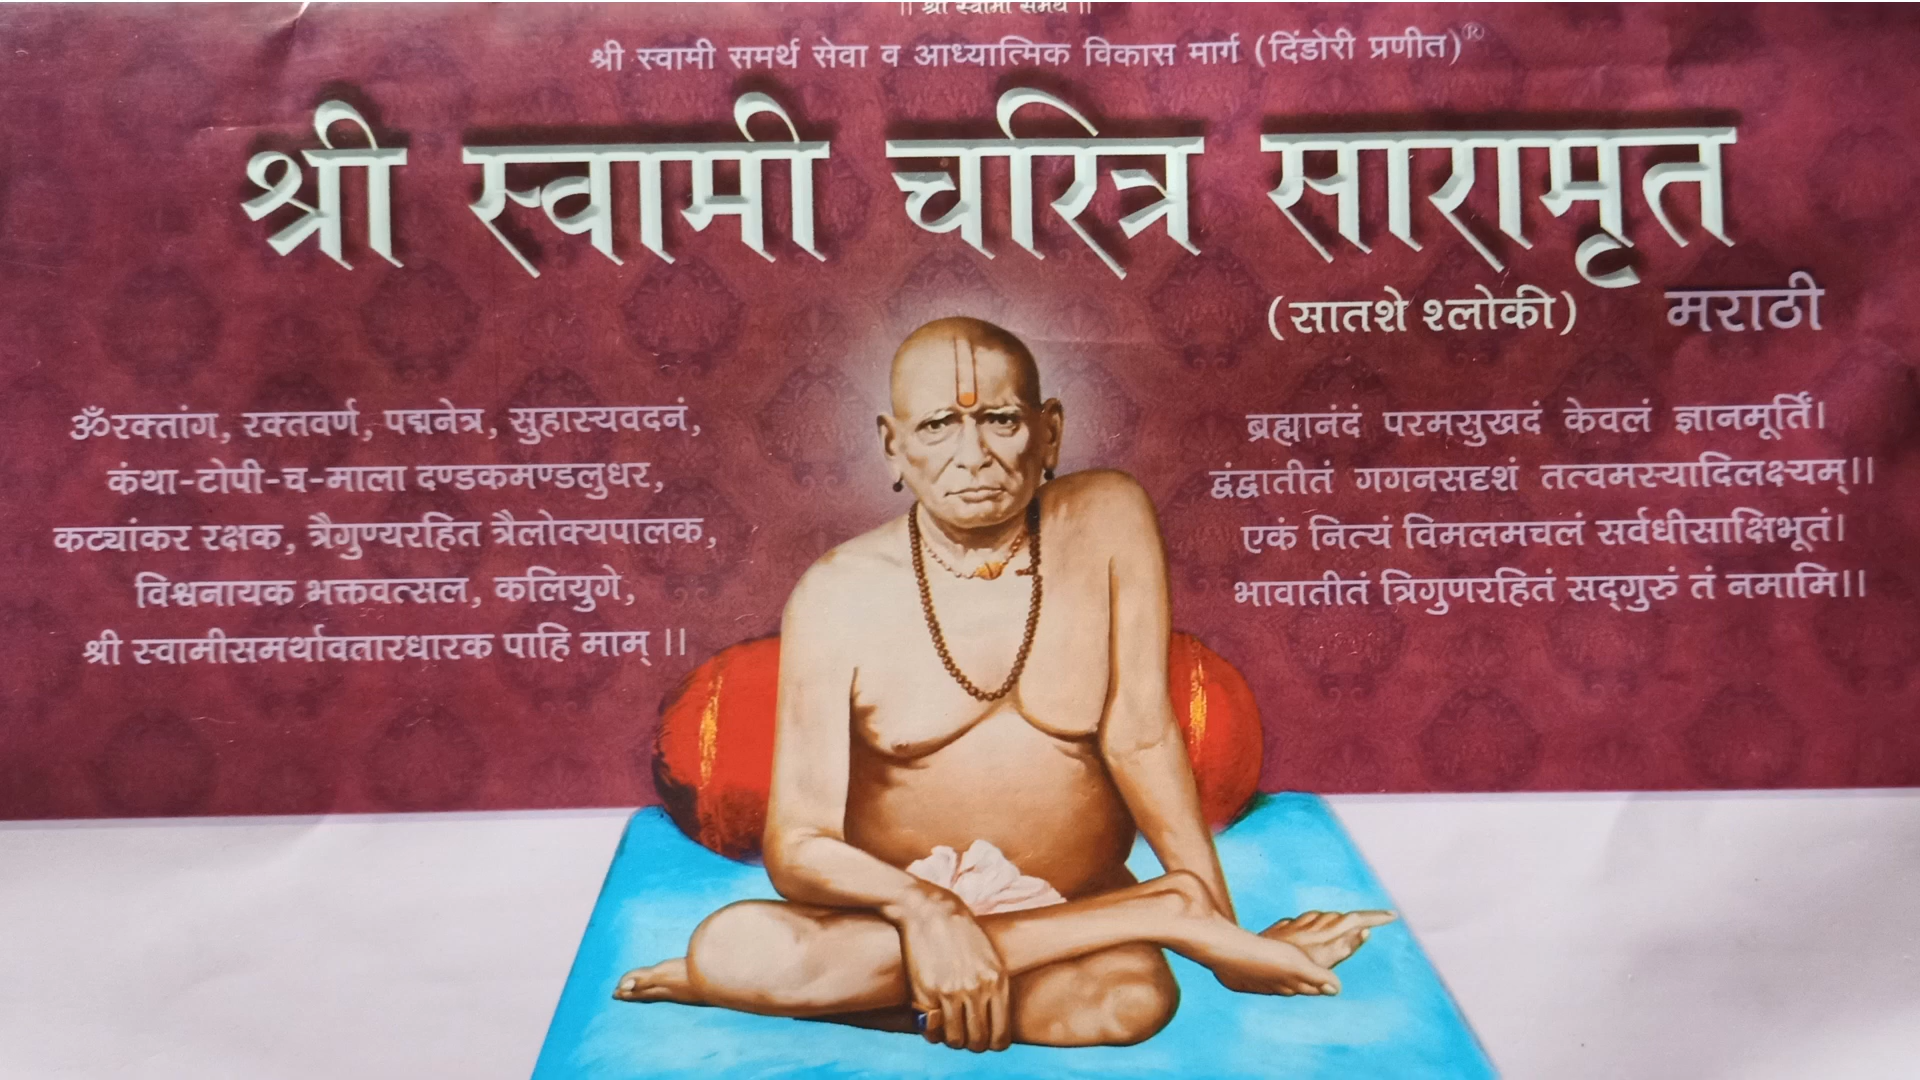 ।। श्री स्वामी समर्थ ।।
श्री स्वामी समर्थ सेवा व आध्यात्मिक विकास मार्ग (दिंडोरी प्रणीत)®
श्री स्वामी चरित्र सारामृत
(सातशे श्लोकी) मराठी
ॐरक्तांग, रक्तवर्ण, पद्मनेत्र, सुहास्यवदनं,
कंथा-टोपी-च-माला दण्डकमण्डलुधर,
कट्यांकर रक्षक, त्रैगुण्यरहित त्रैलोक्यपालक,
विश्वनायक भक्तवत्सल, कलियुगे,
श्री स्वामीसमर्थावतारधारक पाहि माम् ।।
ब्रह्मानंदं परमसुखदं केवलं ज्ञानमूर्तिं।
द्वंद्वातीतं गगनसदृशं तत्वमस्यादिलक्ष्यम्।।
एकं नित्यं विमलमचलं सर्वधीसाक्षिभूतं।
भावातीतं त्रिगुणरहितं सद्‌गुरुं तं नमामि।।